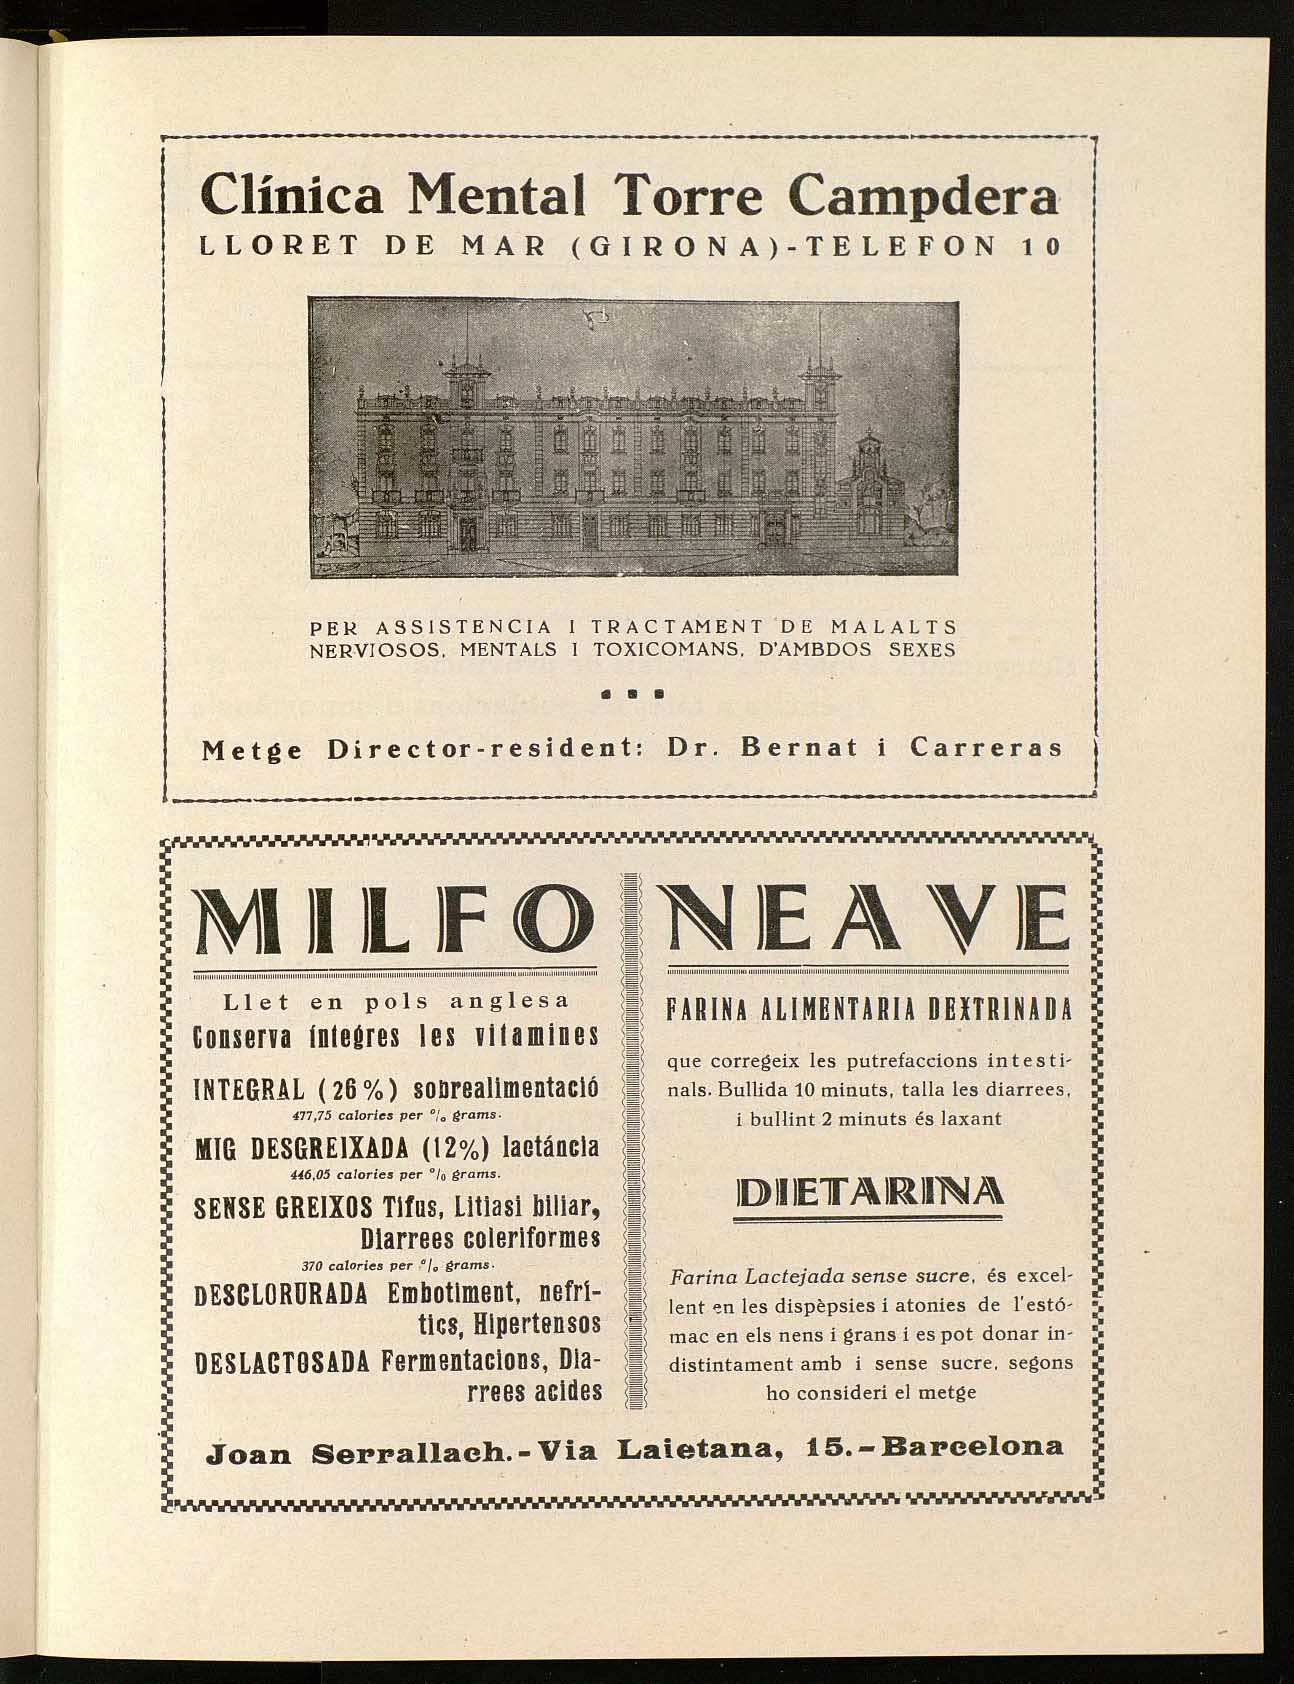 Clínica Mental Torre Campdera
LLORET DE MAR (GIRONA)-TELEFON 10
PER ASSISTENCIA I TRACTAMENT DE MALALTS
NERVIOSOS, MENTALS I TOXICOMANS, D'AMBDOS SEXES
Metge Director-resident: Dr. Bernat i Carreras
MILFO
Llet en pols anglesa
Conserva íntegres les vitamines
INTEGRAL (26%) sobrealimentació
477,75 calories per % grams.
MIG DESGREIXADA (12%) lactáncia
446,05 calories per % grams.
SENSE GREIXOS Tifus, Litiasi biliar,
Diarrees coleriformes
370 calories per % grams.
DESCLORURADA Embotiment, nefrí-
tics, Hipertensos
DESLACTOSADA Fermentacions, Dia-
rrees acides
NEAVE
FARINA ALIMENTARIA DEXTRINADA
que corregeix les putrefaccions intesti-
nals. Bullida 10 minuts, talla les diarrees,
i bullint 2 minuts és laxant
DIETARINA
Farina Lactejada sense sucre, és excel-
lent en les dispèpsies i atonies de l'estó-
mac en els nens i grans i es pot donar in-
distintament amb i sense sucre, segons
ho consideri el metge
Joan Serrallach.-Via Laietana, 15.-Barcelona